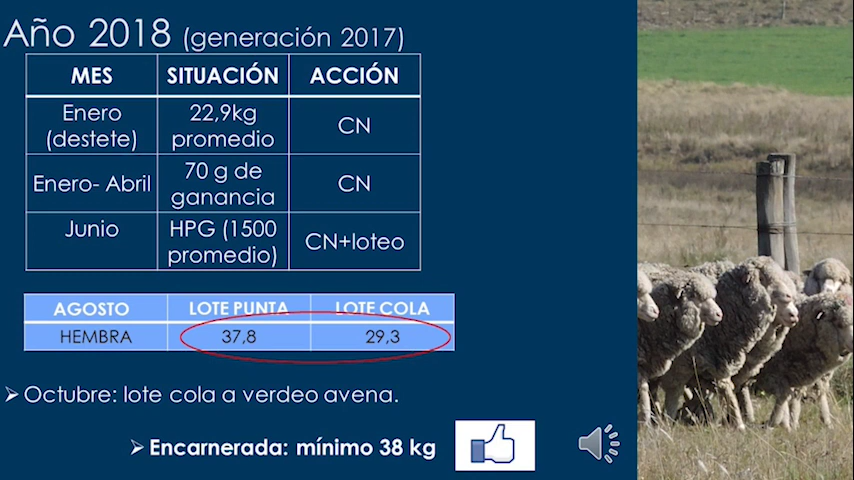 Año 2018 (generación 2017)
MES SITUACIÓN ACCIÓN
Enero (destete) 22,9kg promedio CN
Enero- Abril 70 g de ganancia CN
Junio HPG (1500 promedio) CN+loteo
AGOSTO LOTE PUNTA LOTE COLA
HEMBRA 37,8 29,3
Octubre: lote cola a verdeo avena.
Encarnerada: mínimo 38 kg